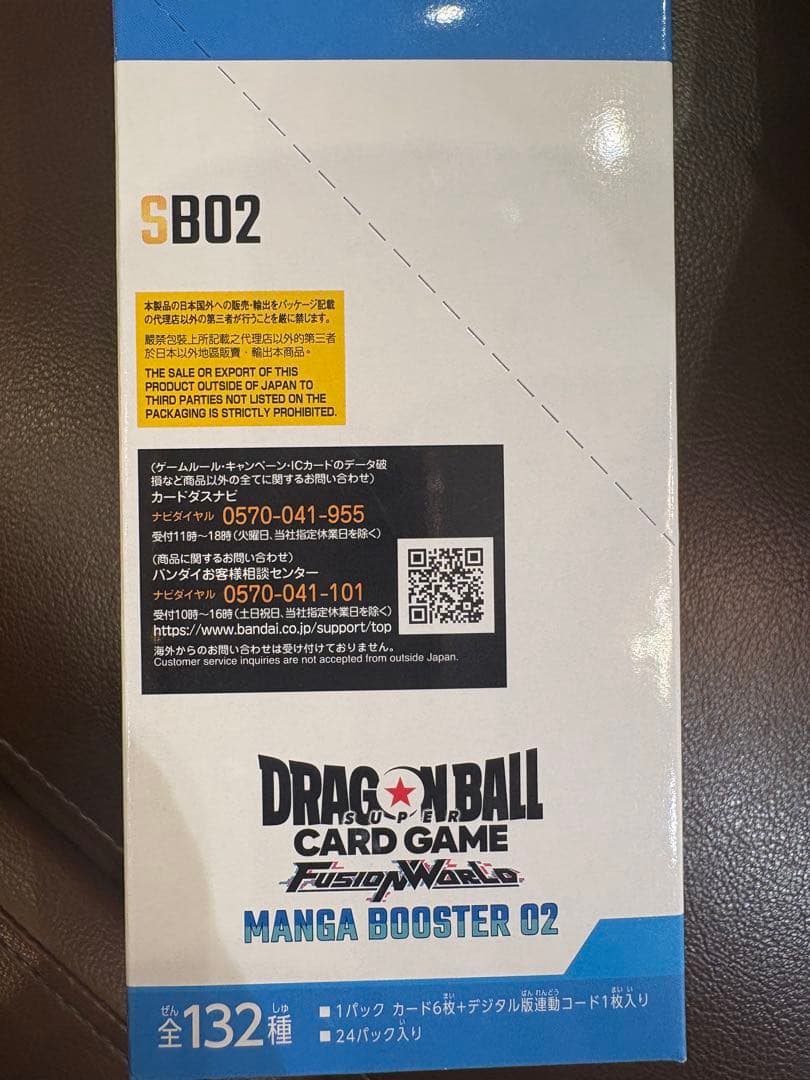 SB02
本製品の日本国外への販売・輸出をパッケージ記載
の代理店以外の第三者が行うことを厳に禁じます。
嚴禁包裝上所記載之代理店以外的第三者
於日本以外地區販賣・輸出本商品。
THE SALE OR EXPORT OF THIS
PRODUCT OUTSIDE OF JAPAN TO
THIRD PARTIES NOT LISTED ON THE
PACKAGING IS STRICTLY PROHIBITED.
(ゲームルール・キャンペーン・ICカードのデータ破
損など商品以外の全てに関するお問い合わせ)
カードダスナビ
ナビダイヤル 0570-041-955
受付11時～18時(火曜日、当社指定休業日を除く)
(商品に関するお問い合わせ)
バンダイお客様相談センター
ナビダイヤル 0570-041-101
受付10時～16時(土日祝日、当社指定休業日を除く)
https://www.bandai.co.jp/support/top
海外からのお問い合わせは受け付けておりません。
Customer service inquiries are not accepted from outside Japan.
DRAGON BALL
SUPER
CARD GAME
FUSION WORLD
MANGA BOOSTER 02
ぜん しゅ
全132種
まい ばん れんどう まい い
■1パック カード6枚+デジタル版連動コード1枚入り
い
■24パック入り